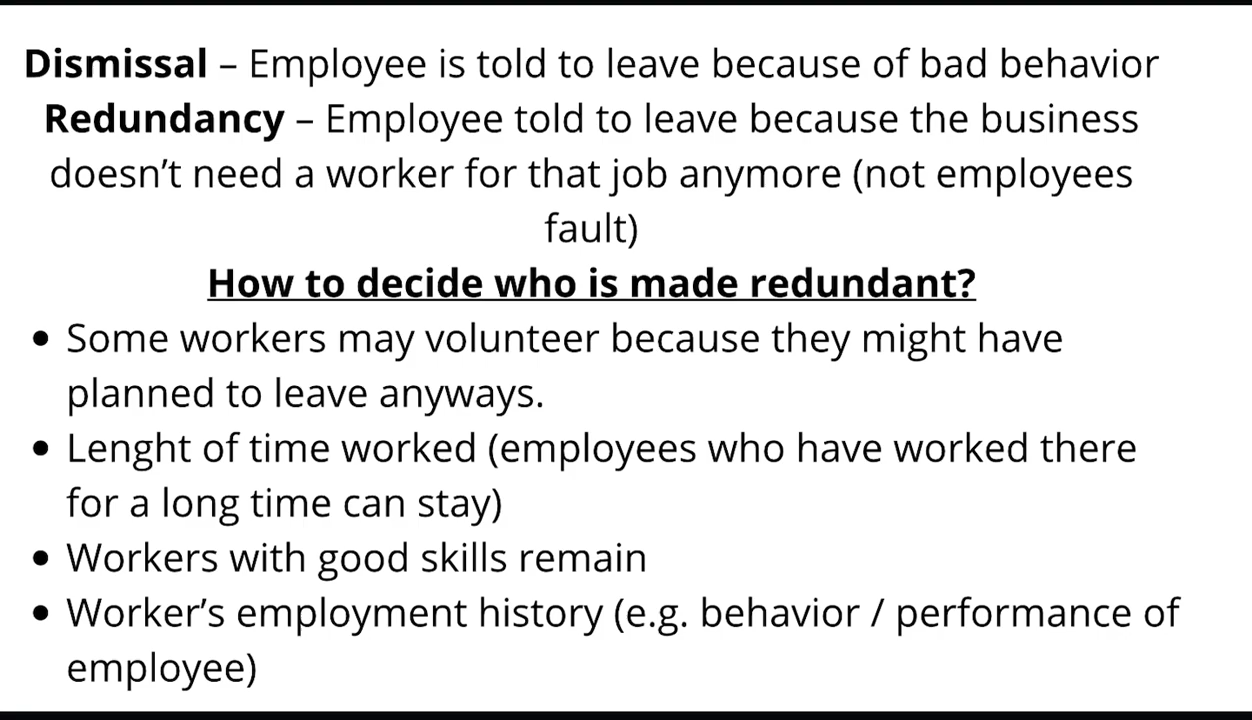 Dismissal – Employee is told to leave because of bad behavior
Redundancy – Employee told to leave because the business
doesn’t need a worker for that job anymore (not employees
fault)
How to decide who is made redundant?
• Some workers may volunteer because they might have
planned to leave anyways.
• Lenght of time worked (employees who have worked there
for a long time can stay)
• Workers with good skills remain
• Worker’s employment history (e.g. behavior / performance of
employee)